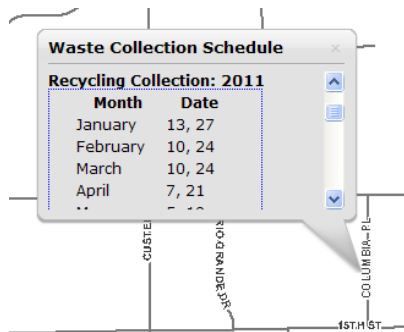 Waste Collection Schedule
Recycling Collection: 2011
Month Date
January 13, 27
February 10, 24
March 10, 24
April 7, 21
RIO GRANDE DR
COLUMBIA PL
15TH ST